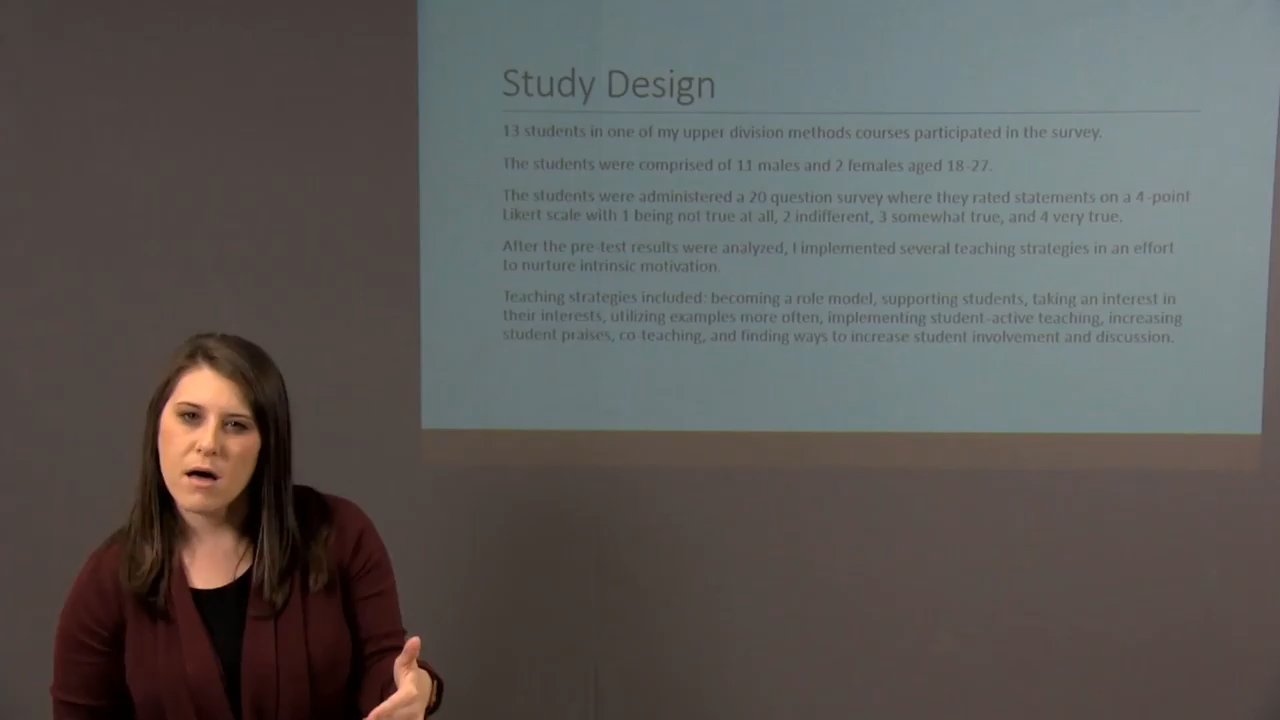 Study Design
13 students in one of my upper division methods courses participated in the survey.
The students were comprised of 11 males and 2 females aged 18-27.
The students were administered a 20 question survey where they rated statements on a 4-point
Likert scale with 1 being not true at all, 2 indifferent, 3 somewhat true, and 4 very true.
After the pre-test results were analyzed, I implemented several teaching strategies in an effort
to nurture intrinsic motivation.
Teaching strategies included: becoming a role model, supporting students, taking an interest in
their interests, utilizing examples more often, implementing student-active teaching, increasing
student praises, co-teaching, and finding ways to increase student involvement and discussion.